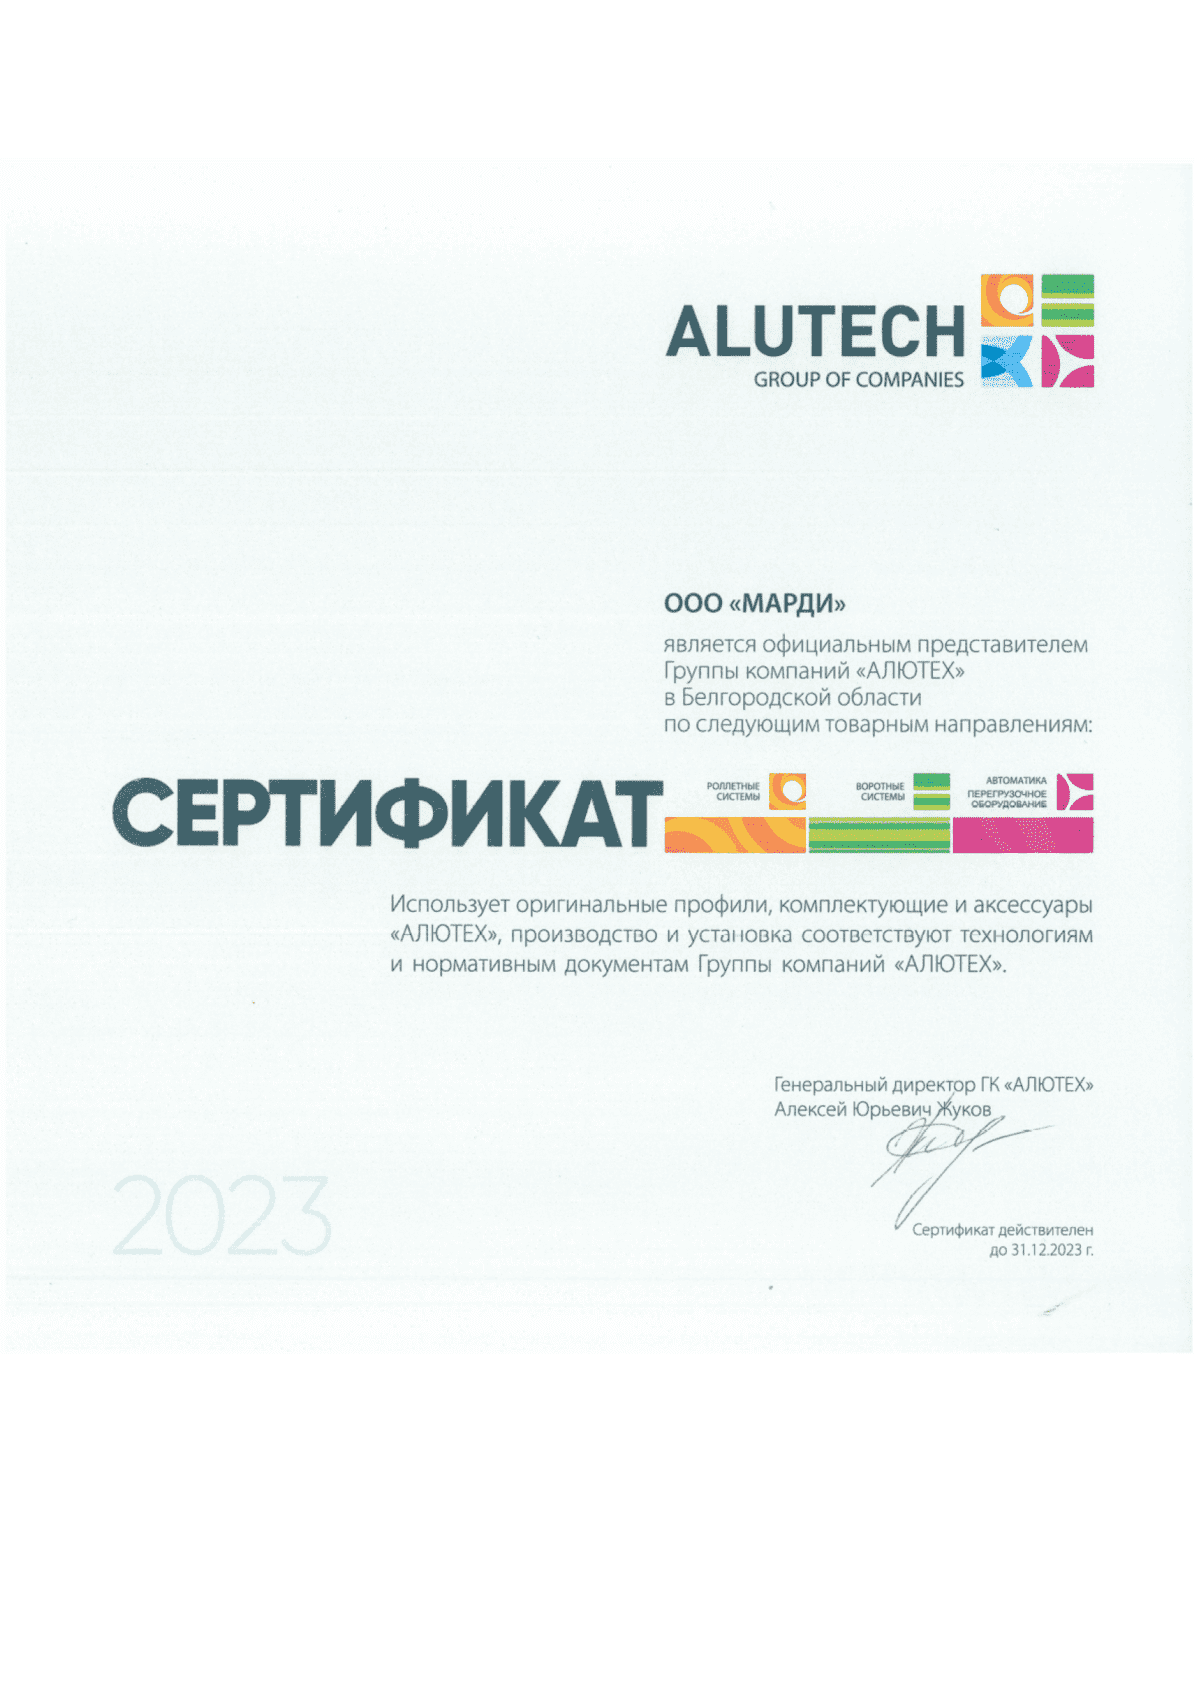 ALUTECH
GROUP OF COMPANIES
ООО «МАРДИ»
является официальным представителем
Группы компаний «АЛЮТЕХ»
в Белгородской области
по следующим товарным направлениям:
СЕРТИФИКАТ
РОЛЛЕТНЫЕ
СИСТЕМЫ
ВОРОТНЫЕ
СИСТЕМЫ
АВТОМАТИКА
ПЕРЕГРУЗОЧНОЕ
ОБОРУДОВАНИЕ
Использует оригинальные профили, комплектующие и аксессуары
«АЛЮТЕХ», производство и установка соответствуют технологиям
и нормативным документам Группы компаний «АЛЮТЕХ».
Генеральный директор ГК «АЛЮТЕХ»
Алексей Юрьевич Жуков
2023
Сертификат действителен
до 31.12.2023 г.